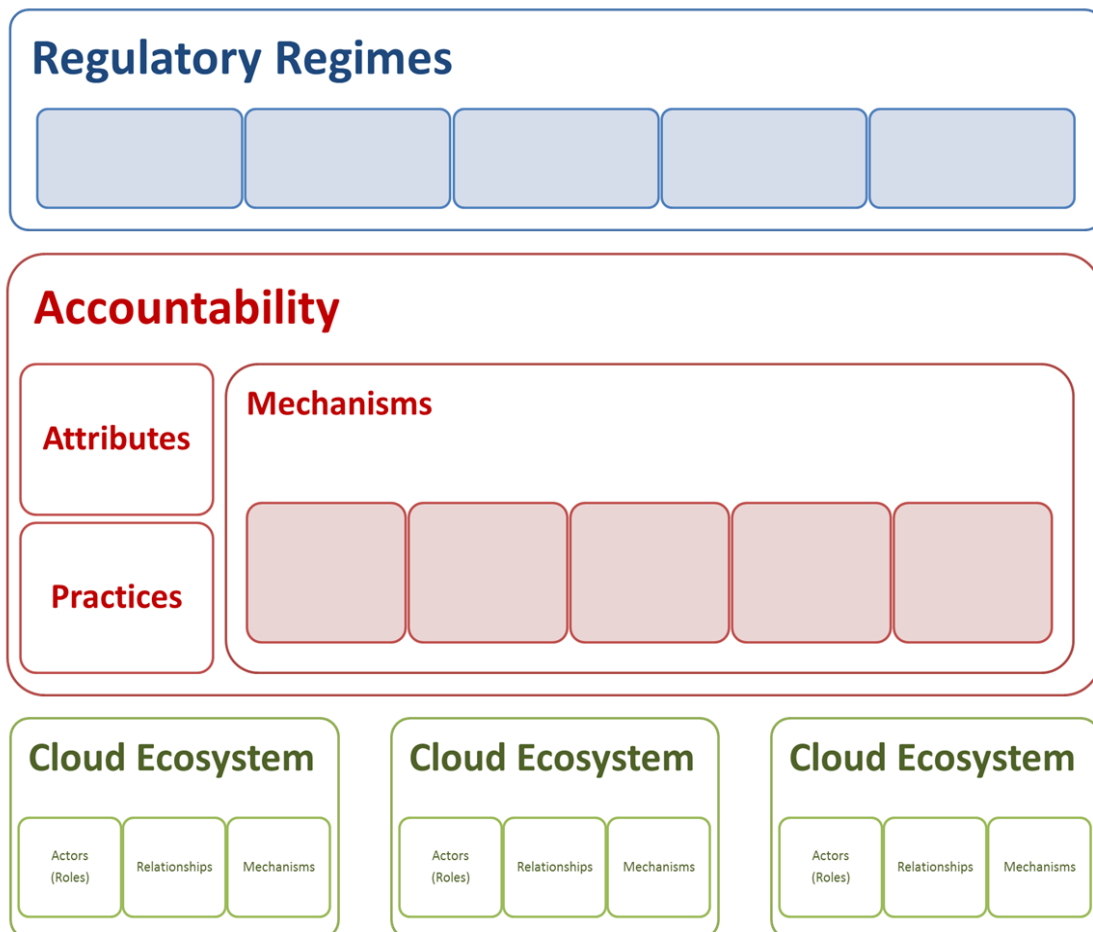 Regulatory Regimes
Accountability
Attributes
Mechanisms
Practices
Cloud Ecosystem
Actors
(Roles)
Relationships
Mechanisms
Cloud Ecosystem
Actors
(Roles)
Relationships
Mechanisms
Cloud Ecosystem
Actors
(Roles)
Relationships
Mechanisms